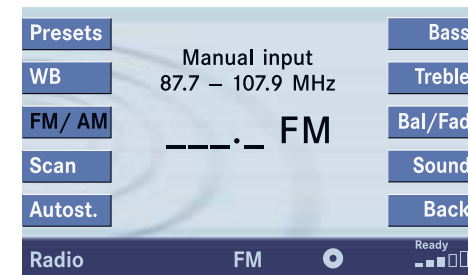 Presets
WB
FM/ AM
Scan
Autost.
Manual input
87.7 – 107.9 MHz
___._ FM
Bass
Treble
Bal/Fad
Sound
Back
Radio FM Ready